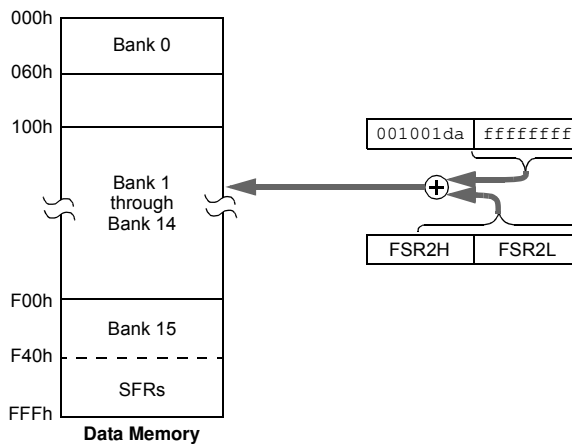 000h
Bank 0
060h
100h
001001da ffffffff
Bank 1
through
Bank 14
FSR2H FSR2L
F00h
Bank 15
F40h
SFRs
FFFh
Data Memory